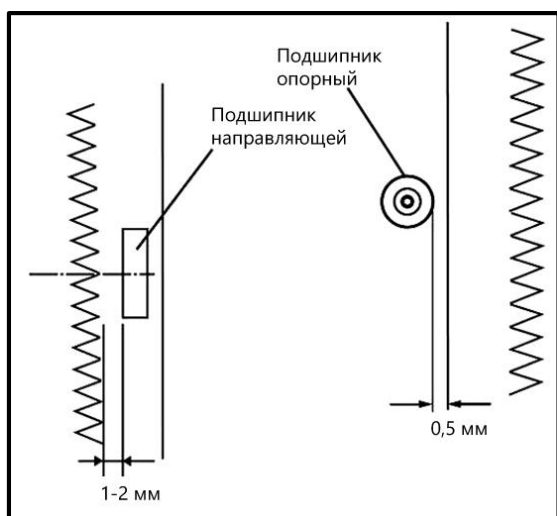 Подшипник
опорный
Подшипник
направляющей
0,5 мм
1-2 мм